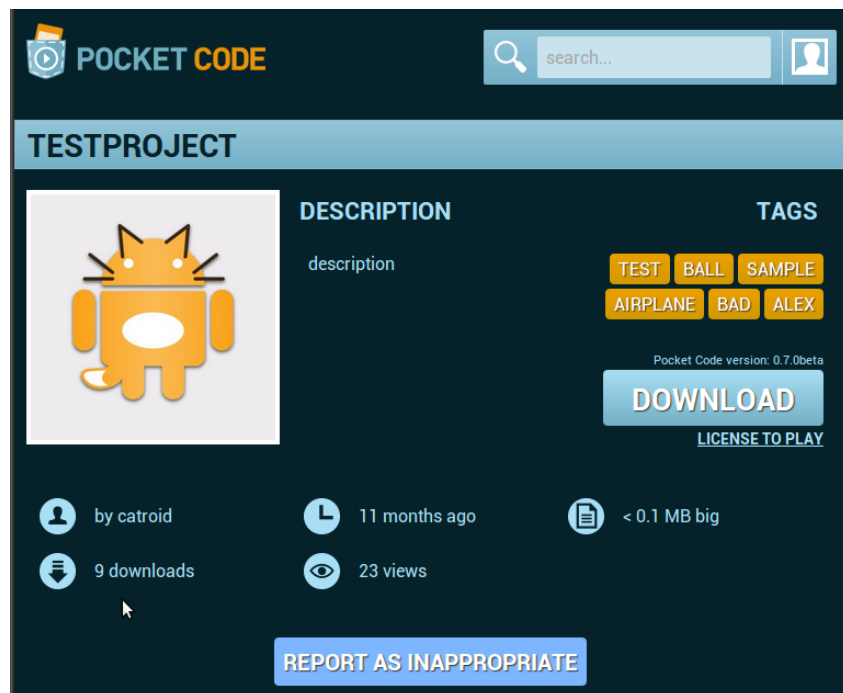 POCKET CODE
search...
TESTPROJECT
DESCRIPTION
description
TAGS
TEST BALL SAMPLE
AIRPLANE BAD ALEX
Pocket Code version: 0.7.0beta
DOWNLOAD
LICENSE TO PLAY
by catroid
11 months ago
< 0.1 MB big
9 downloads
23 views
REPORT AS INAPPROPRIATE